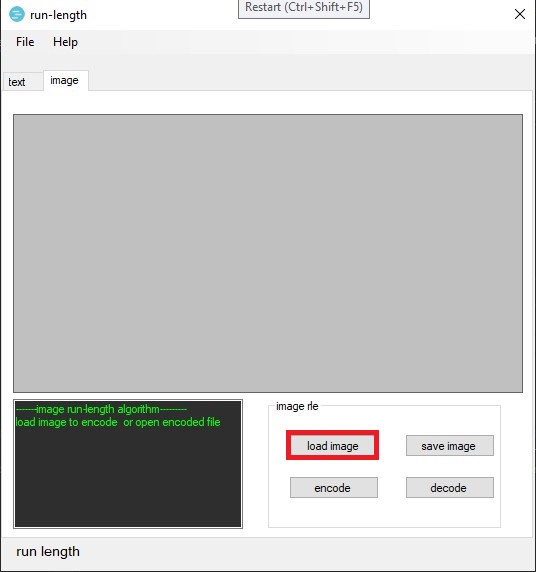 Restart (Ctrl+Shift+F5)
run-length
File Help
text image
------image run-length algorithm--------
load image to encode  or open encoded file
image rle
load image save image
encode decode
run length